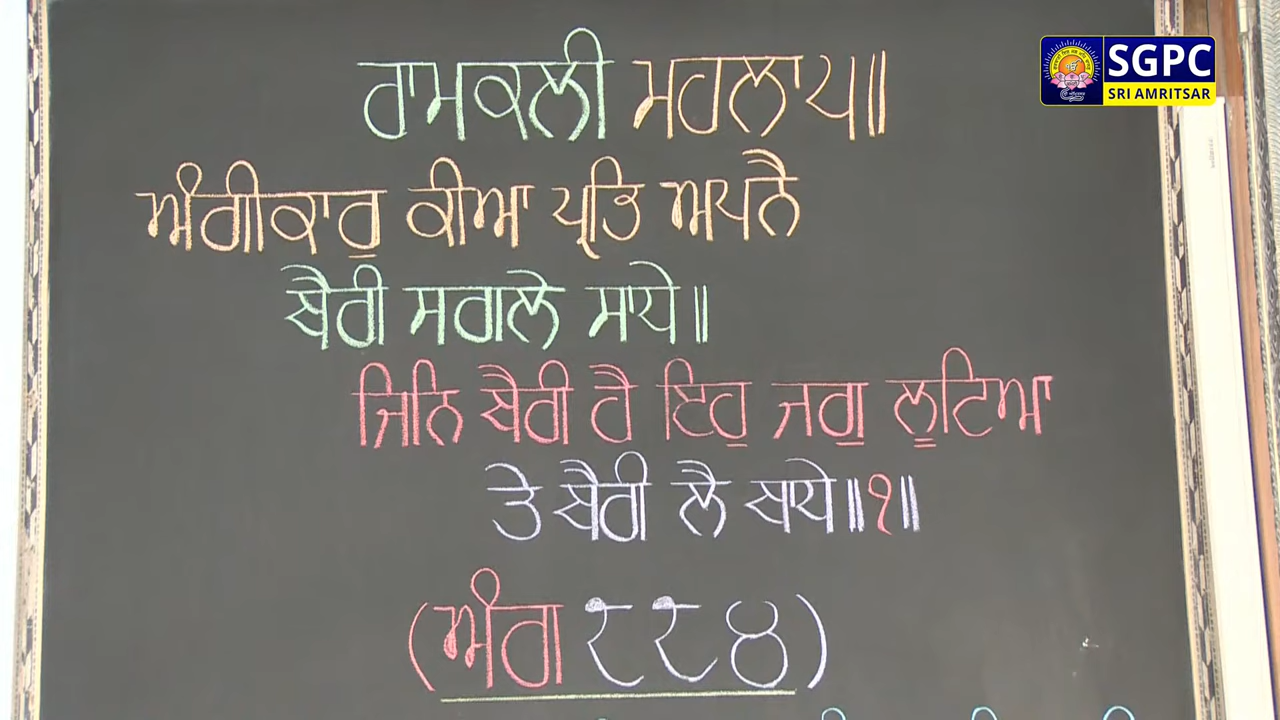 ਰਾਮਕਲੀ ਮਹਲਾ ੫॥
ਅੰਗੀਕਾਰੁ ਕੀਆ ਪ੍ਰਭਿ ਅਪਨੈ
ਬੈਰੀ ਸਗਲੇ ਸਾਧੇ॥
ਜਿਨਿ ਬੈਰੀ ਹੈ ਇਹੁ ਜਗੁ ਲੂਟਿਆ
ਤੇ ਬੈਰੀ ਲੈ ਬਾਧੇ॥੧॥
(ਅੰਗ ੮੮੪)
SGPC
SRI AMRITSAR